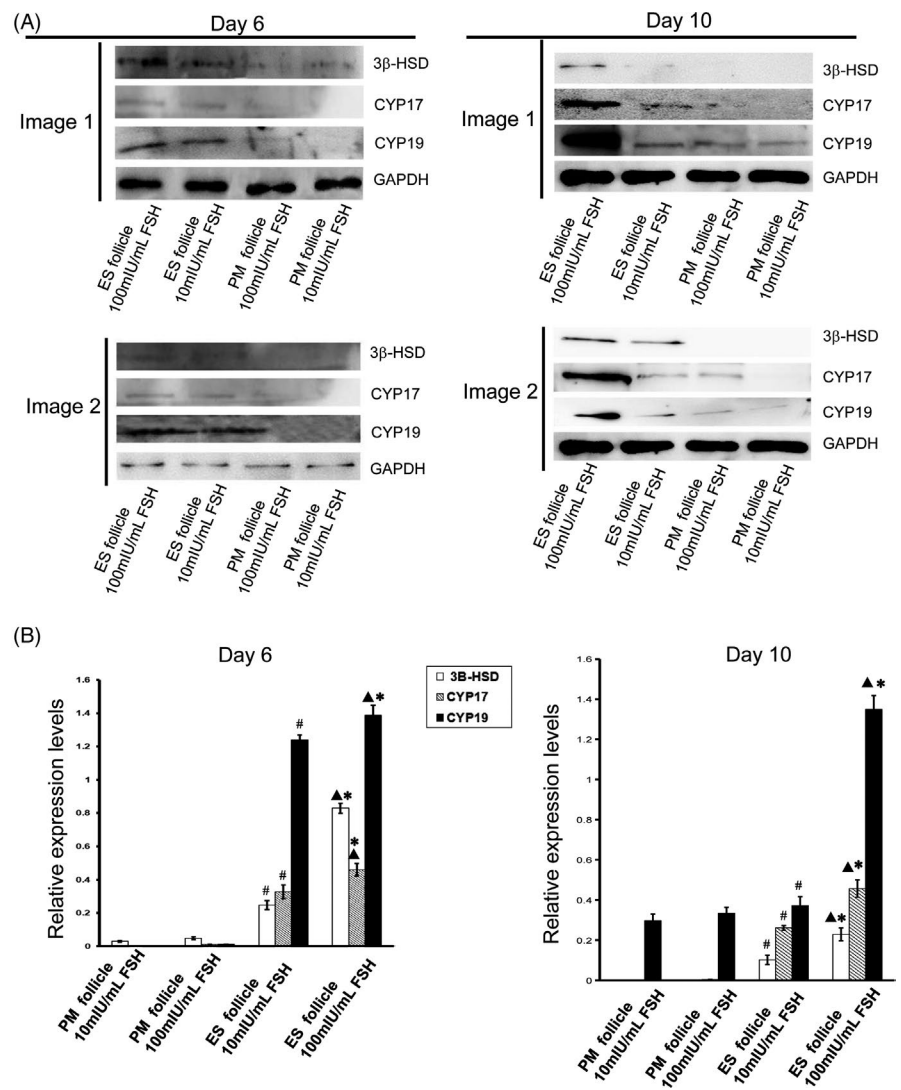 (A)
Day 6
Image 1
3β-HSD
CYP17
CYP19
GAPDH
ES follicle
100mIU/mL FSH
ES follicle
10mIU/mL FSH
PM follicle
100mIU/mL FSH
PM follicle
10mIU/mL FSH
Image 2
3β-HSD
CYP17
CYP19
GAPDH
ES follicle
100mIU/mL FSH
ES follicle
10mIU/mL FSH
PM follicle
100mIU/mL FSH
PM follicle
10mIU/mL FSH
Day 10
Image 1
3β-HSD
CYP17
CYP19
GAPDH
ES follicle
100mIU/mL FSH
ES follicle
10mIU/mL FSH
PM follicle
100mIU/mL FSH
PM follicle
10mIU/mL FSH
Image 2
3β-HSD
CYP17
CYP19
GAPDH
ES follicle
100mIU/mL FSH
ES follicle
10mIU/mL FSH
PM follicle
100mIU/mL FSH
PM follicle
10mIU/mL FSH
(B)
Day 6
Relative expression levels
1.6
1.4
1.2
1
0.8
0.6
0.4
0.2
0
# #
#
▲*
*
▲
▲*
PM follicle
10mIU/mL FSH
PM follicle
100mIU/mL FSH
ES follicle
10mIU/mL FSH
ES follicle
100mIU/mL FSH
3B-HSD
CYP17
CYP19
Day 10
Relative expression levels
1.6
1.4
1.2
1
0.8
0.6
0.4
0.2
0
#
#
#
▲*
▲*
▲*
PM follicle
10mIU/mL FSH
PM follicle
100mIU/mL FSH
ES follicle
10mIU/mL FSH
ES follicle
100mIU/mL FSH